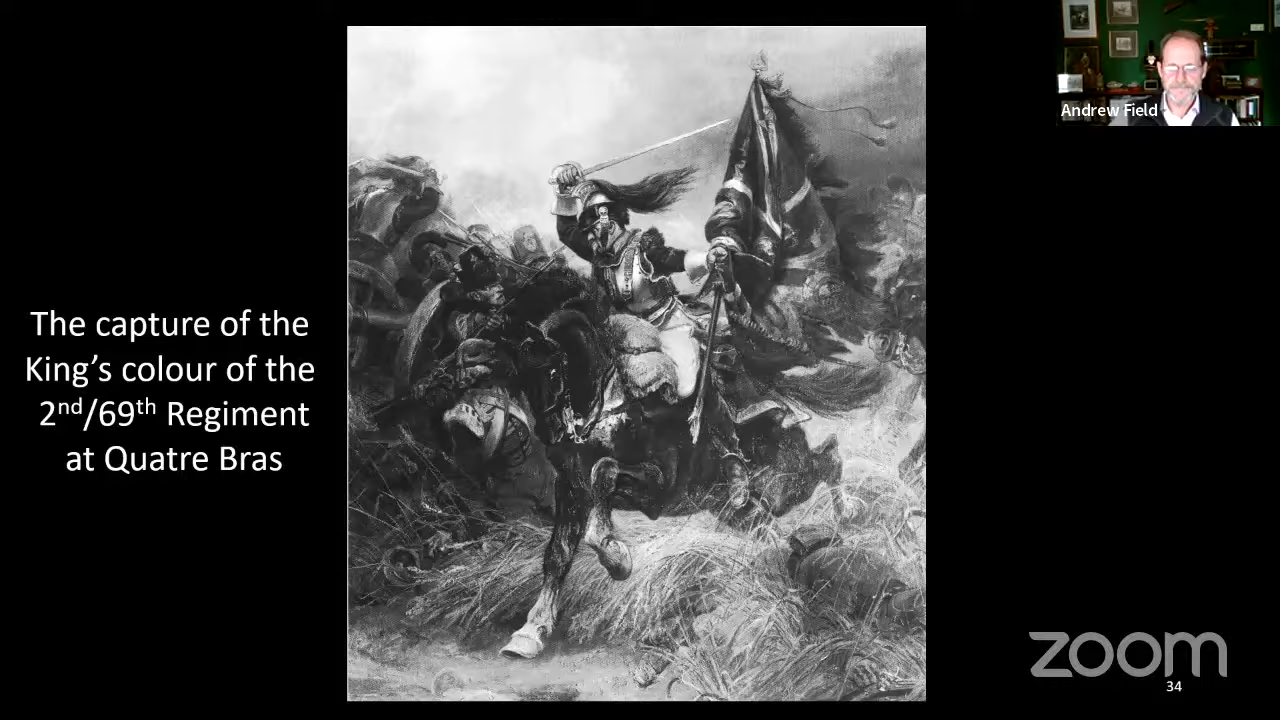 Andrew Field
The capture of the
King’s colour of the
2nd/69th Regiment
at Quatre Bras
zoom
34